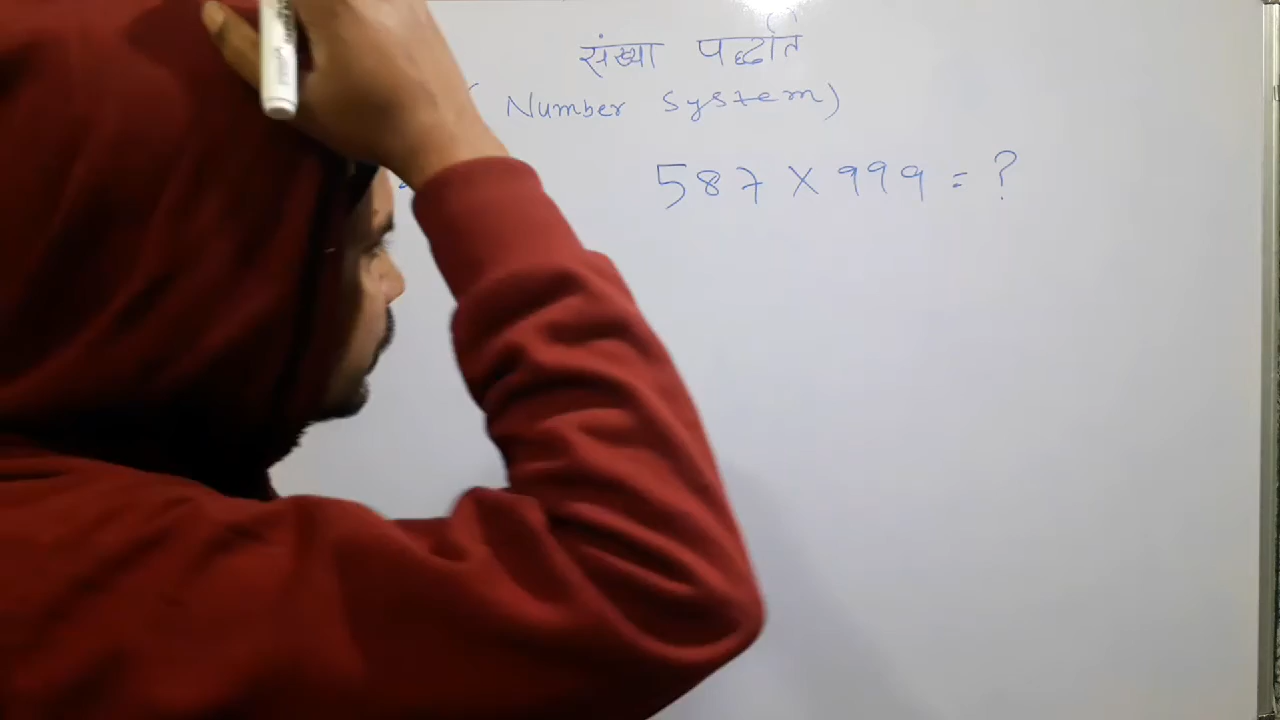 संख्या पद्धति
( Number System)
587 X 999 = ?